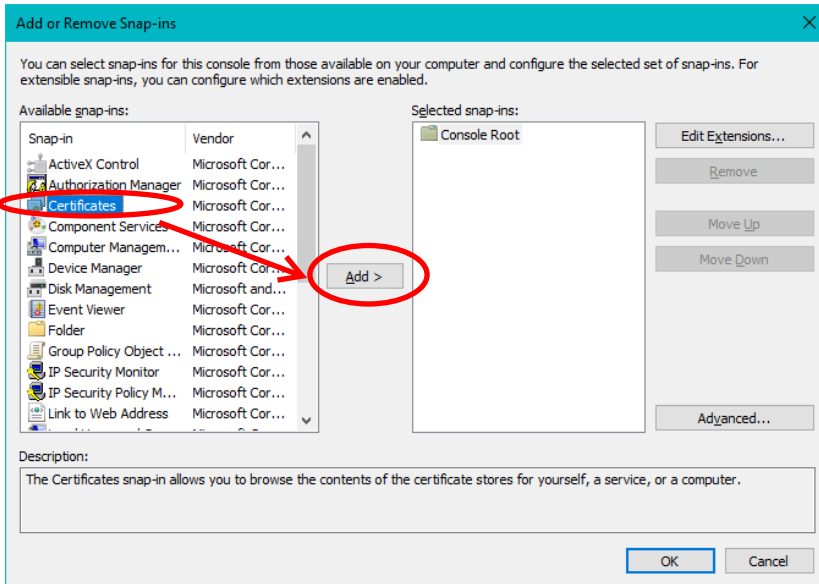 Add or Remove Snap-ins
You can select snap-ins for this console from those available on your computer and configure the selected set of snap-ins. For
extensible snap-ins, you can configure which extensions are enabled.
Available snap-ins:
Selected snap-ins:
Snap-in Vendor
ActiveX Control Microsoft Cor...
Authorization Manager Microsoft Cor...
Certificates Microsoft Cor...
Component Services Microsoft Cor...
Computer Managem... Microsoft Cor...
Device Manager Microsoft Cor...
Disk Management Microsoft and...
Event Viewer Microsoft Cor...
Folder Microsoft Cor...
Group Policy Object ... Microsoft Cor...
IP Security Monitor Microsoft Cor...
IP Security Policy M... Microsoft Cor...
Link to Web Address Microsoft Cor...
Add >
Console Root
Edit Extensions...
Remove
Move Up
Move Down
Advanced...
Description:
The Certificates snap-in allows you to browse the contents of the certificate stores for yourself, a service, or a computer.
OK Cancel